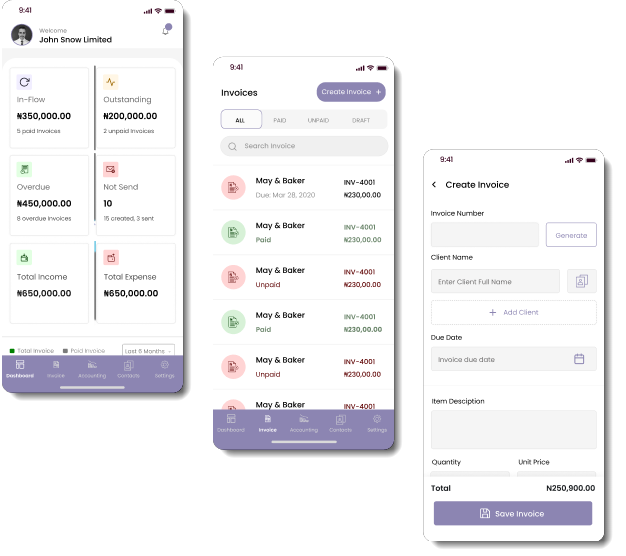 9:41
Welcome
John Snow Limited
In-Flow
₦350,000.00
5 paid Invoices
Outstanding
₦200,000.00
2 unpaid Invoices
Overdue
₦450,000.00
8 overdue Invoices
Not Send
10
15 created, 3 sent
Total Income
₦650,000.00
Total Expense
₦650,000.00
Total Invoice
Paid Invoice
Last 6 Months
Dashboard
Invoice
Accounting
Contacts
Settings
9:41
Invoices
Create Invoice +
ALL
PAID
UNPAID
DRAFT
Search Invoice
May & Baker
INV-4001
Due: Mar 28, 2020
₦230,00.00
May & Baker
INV-4001
Paid
₦230,00.00
May & Baker
INV-4001
Unpaid
₦230,00.00
May & Baker
INV-4001
Paid
₦230,00.00
May & Baker
INV-4001
Unpaid
₦230,00.00
May & Baker
INV-4001
Dashboard
Invoice
Accounting
Contacts
Settings
9:41
< Create Invoice
Invoice Number
Generate
Client Name
Enter Client Full Name
+ Add Client
Due Date
Invoice due date
Item Desciption
Quantity
Unit Price
Total
₦250,900.00
Save Invoice